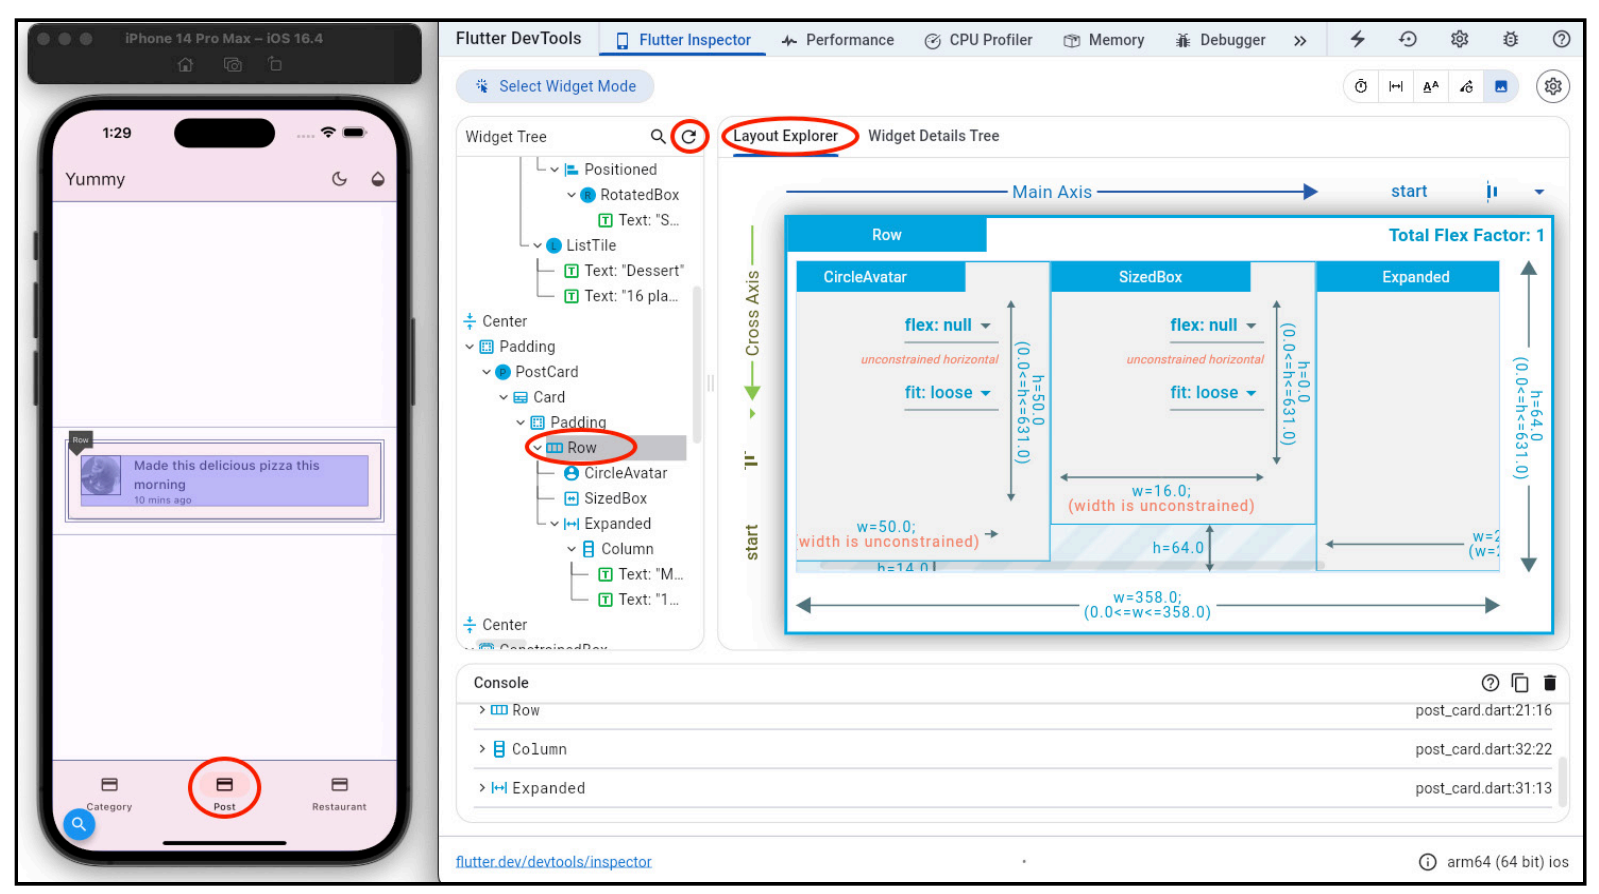 iPhone 14 Pro Max – iOS 16.4
1:29
Yummy
Row
Made this delicious pizza this
morning
10 mins ago
Category
Post
Restaurant
Flutter DevTools
Flutter Inspector
Performance
CPU Profiler
Memory
Debugger
Select Widget Mode
Widget Tree
Positioned
RotatedBox
Text: "S...
ListTile
Text: "Dessert"
Text: "16 pla...
Center
Padding
PostCard
Card
Padding
Row
CircleAvatar
SizedBox
Expanded
Column
Text: "M...
Text: "1...
Center
ConstrainedBox
Layout Explorer
Widget Details Tree
Main Axis
start
Cross Axis
start
Row
Total Flex Factor: 1
CircleAvatar
flex: null
unconstrained horizontal
fit: loose
h=50.0
(0.0<=h<=631.0)
w=50.0;
width is unconstrained)
h=14.0
SizedBox
flex: null
unconstrained horizontal
fit: loose
h=0.0
(0.0<=h<=631.0)
w=16.0;
(width is unconstrained)
h=64.0
Expanded
w=2
(w=2
h=64.0
(0.0<=h<=631.0)
w=358.0;
(0.0<=w<=358.0)
Console
Row
post_card.dart:21:16
Column
post_card.dart:32:22
Expanded
post_card.dart:31:13
flutter.dev/devtools/inspector
arm64 (64 bit) ios